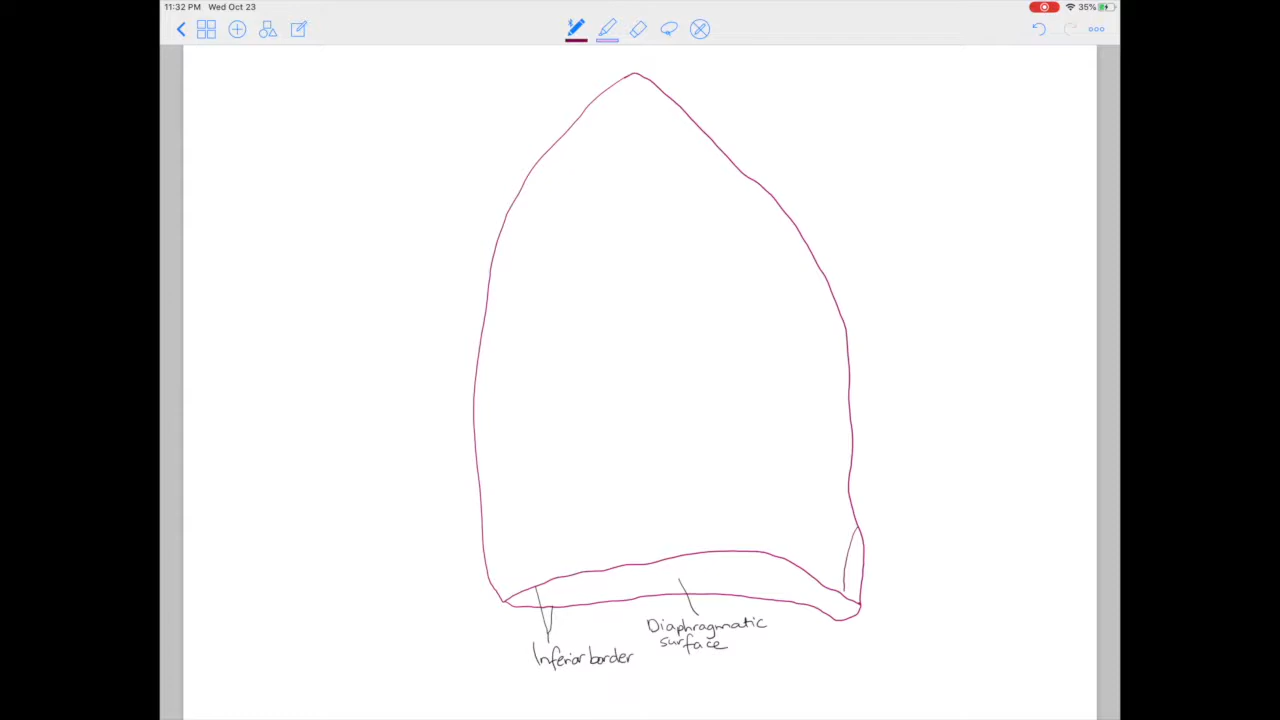 11:32 PM Wed Oct 23
35%
Diaphragmatic
surface
Inferior border